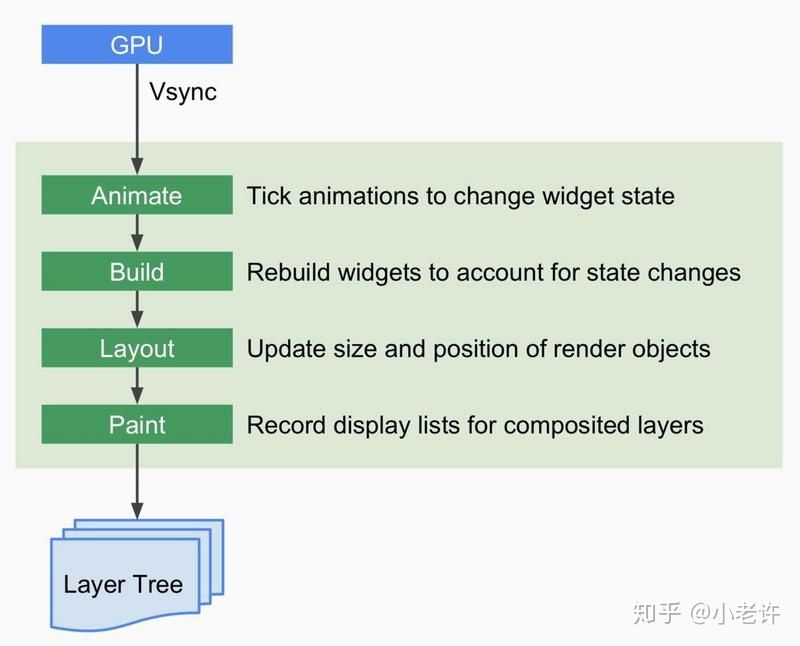 GPU
Vsync
Animate Tick animations to change widget state
Build Rebuild widgets to account for state changes
Layout Update size and position of render objects
Paint Record display lists for composited layers
Layer Tree
知乎 @小老许